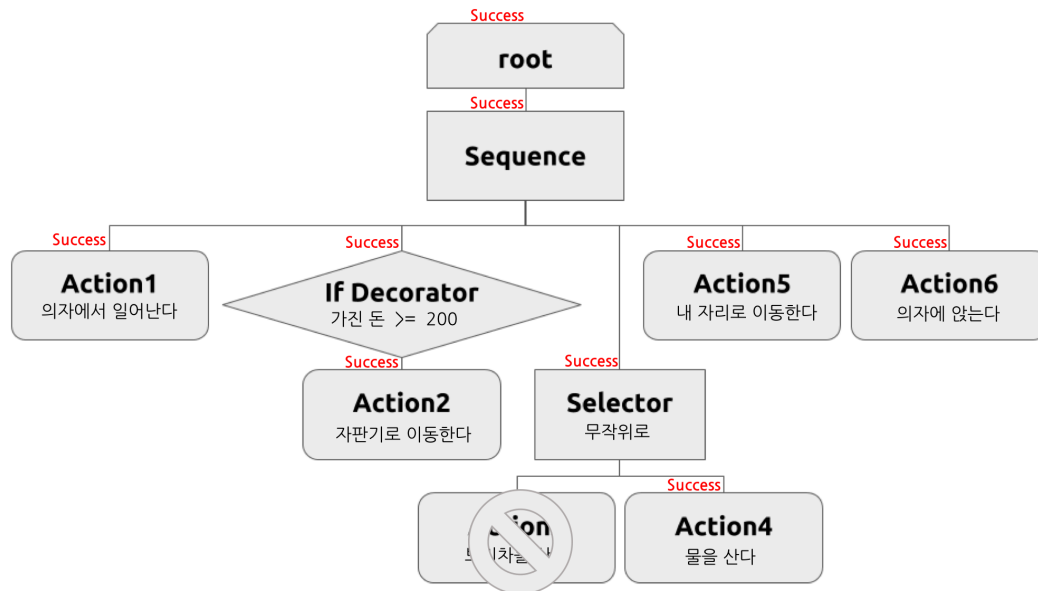 Success
root
Success
Sequence
Success
Action1
의자에서 일어난다
Success
If Decorator
가진 돈 >= 200
Success
Action2
자판기로 이동한다
Success
Selector
무작위로
Success
Action4
물을 산다
Success
Action5
내 자리로 이동한다
Success
Action6
의자에 앉는다